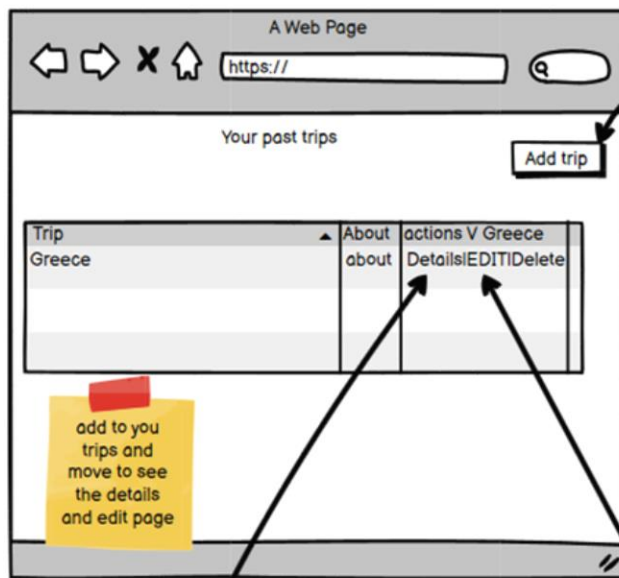 A Web Page
https://
Your past trips
Add trip
Trip About actions V Greece
Greece about Details|EDIT|Delete
add to you
trips and
move to see
the details
and edit page